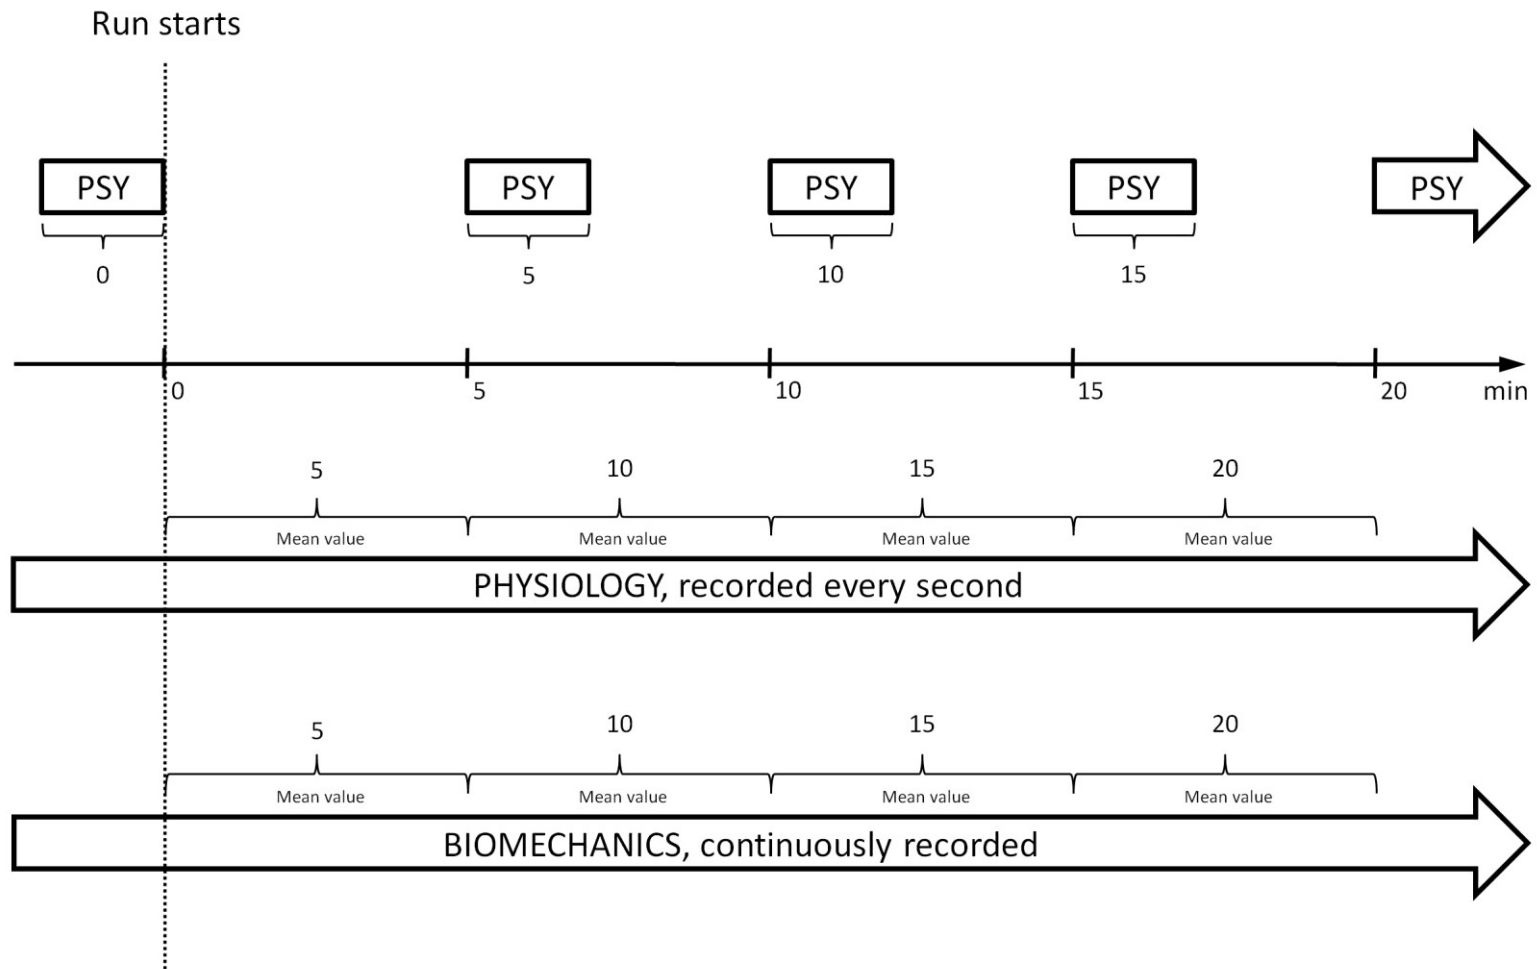 Run starts
PSY PSY PSY PSY PSY
0 5 10 15
0 5 10 15 20 min
5 10 15 20
Mean value Mean value Mean value Mean value
PHYSIOLOGY, recorded every second
5 10 15 20
Mean value Mean value Mean value Mean value
BIOMECHANICS, continuously recorded